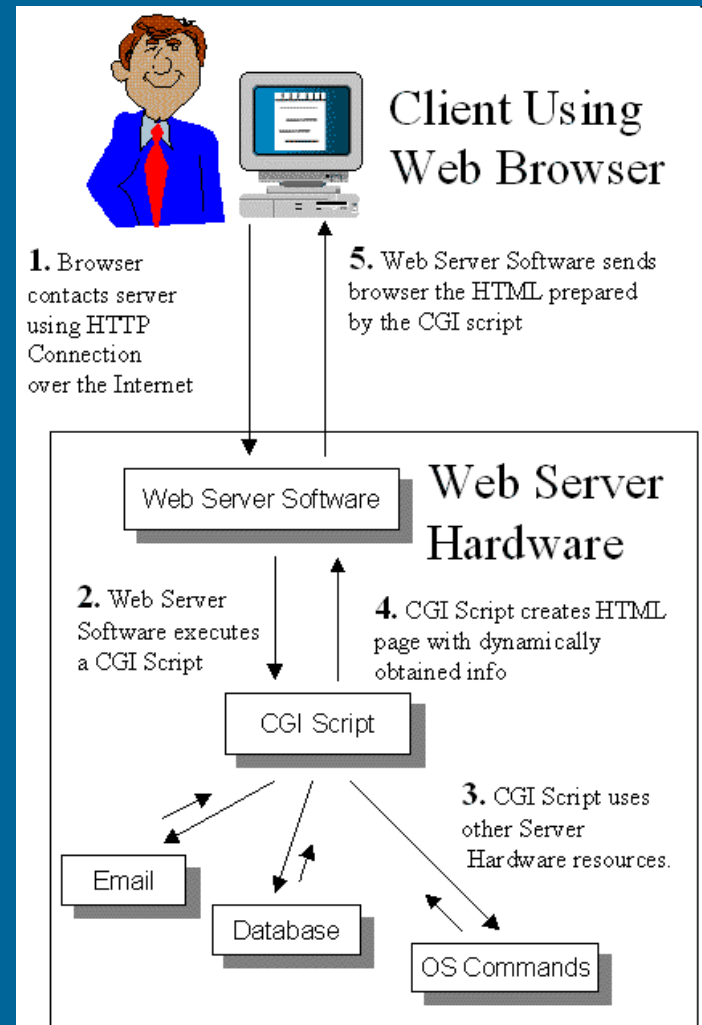 Client Using
Web Browser
1. Browser
contacts server
using HTTP
Connection
over the Internet
5. Web Server Software sends
browser the HTML prepared
by the CGI script
Web Server Software
Web Server
Hardware
2. Web Server
Software executes
a CGI Script
4. CGI Script creates HTML
page with dynamically
obtained info
CGI Script
3. CGI Script uses
other Server
Hardware resources.
Email
Database
OS Commands